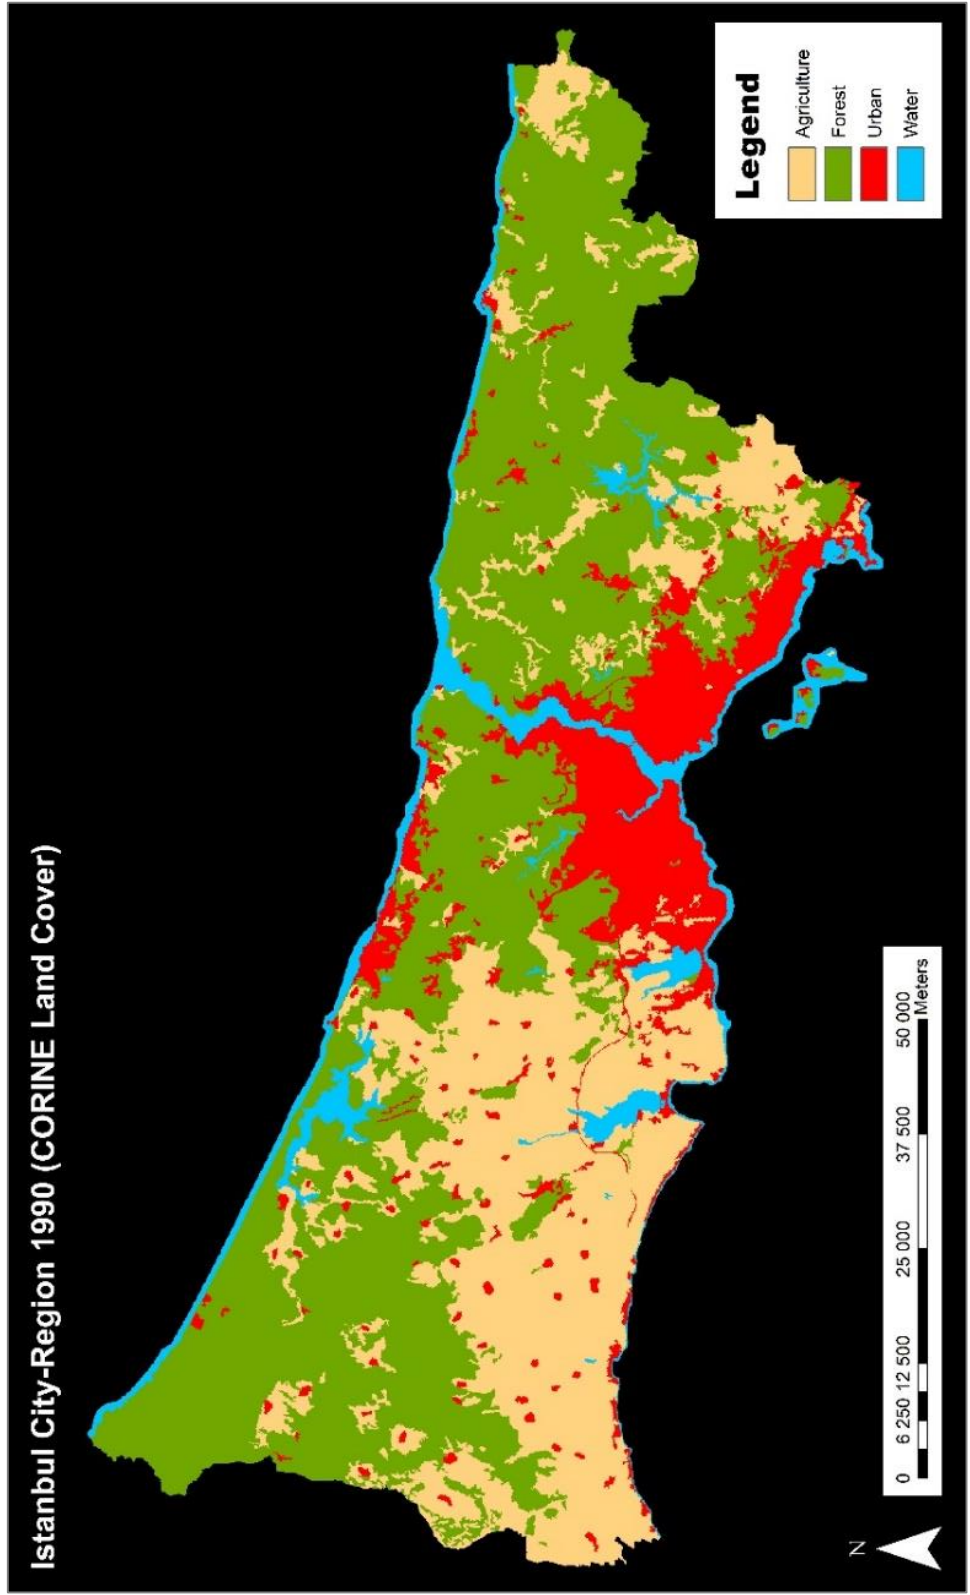 Istanbul City-Region 1990 (CORINE Land Cover)
Legend
Agriculture
Forest
Urban
Water
N
0 6 250 12 500 25 000 37 500 50 000
Meters